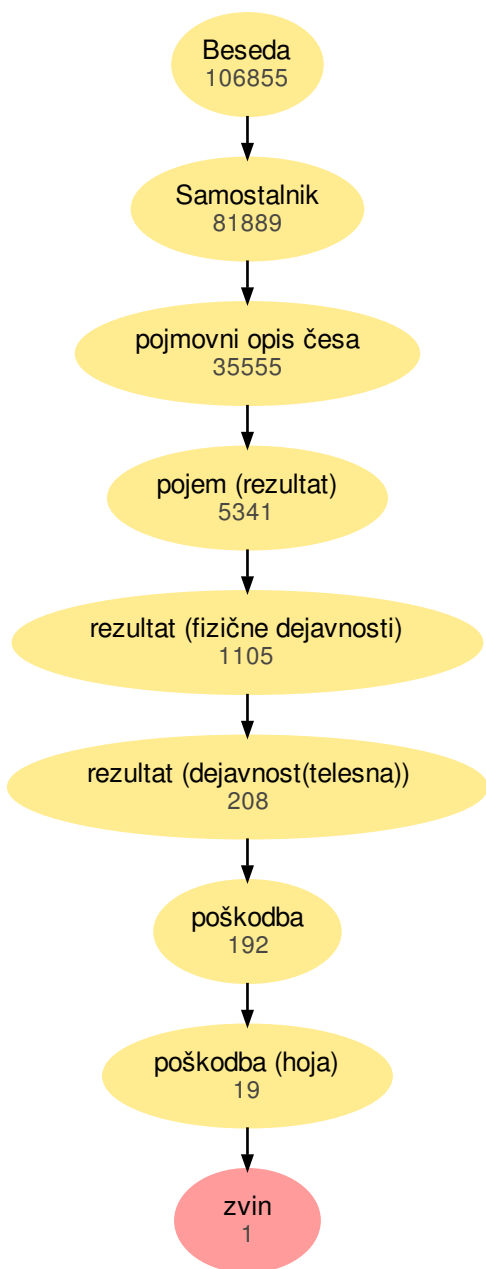 Beseda
106855
Samostalnik
81889
pojmovni opis česa
35555
pojem (rezultat)
5341
rezultat (fizične dejavnosti)
1105
rezultat (dejavnost(telesna))
208
poškodba
192
poškodba (hoja)
19
zvin
1